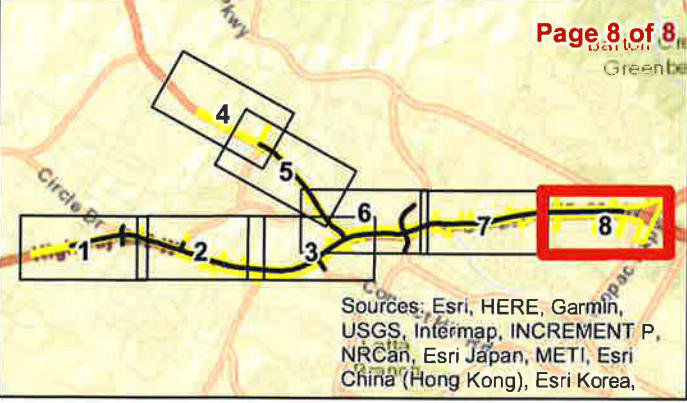 Page 8 of 8
Greenbe
Pkwy
4
5
Circle Dr
6
7
8
1
2
3
Sources: Esri, HERE, Garmin,
USGS, Intermap, INCREMENT P,
NRCan, Esri Japan, METI, Esri
China (Hong Kong), Esri Korea,